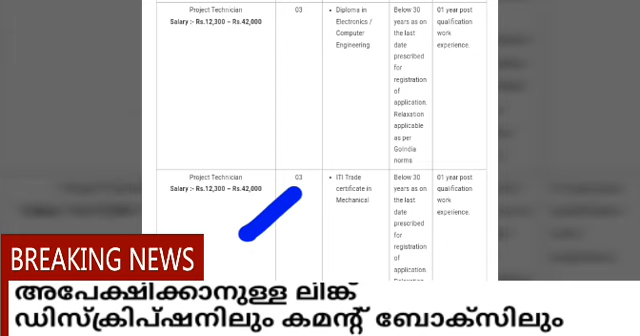 Project Technician
Salary :- Rs.12,300 – Rs.42,000
03
Diploma in
Electronics /
Computer
Engineering
Below 30
years as on
the last
date
prescribed
for
registration
of
application.
Relaxation
applicable
as per
GoIndia
norms
01 year post
qualification
work
experience.
Project Technician
Salary :- Rs.12,300 – Rs.42,000
03
ITI Trade
certificate in
Mechanical
Below 30
years as on
the last
date
prescribed
for
registration
of
application.
01 year post
qualification
work
experience.
BREAKING NEWS
അപേക്ഷിക്കാനുള്ള ലിങ്ക്
ഡിസ്ക്രിപ്ഷനിലും കമന്റ് ബോക്സിലും